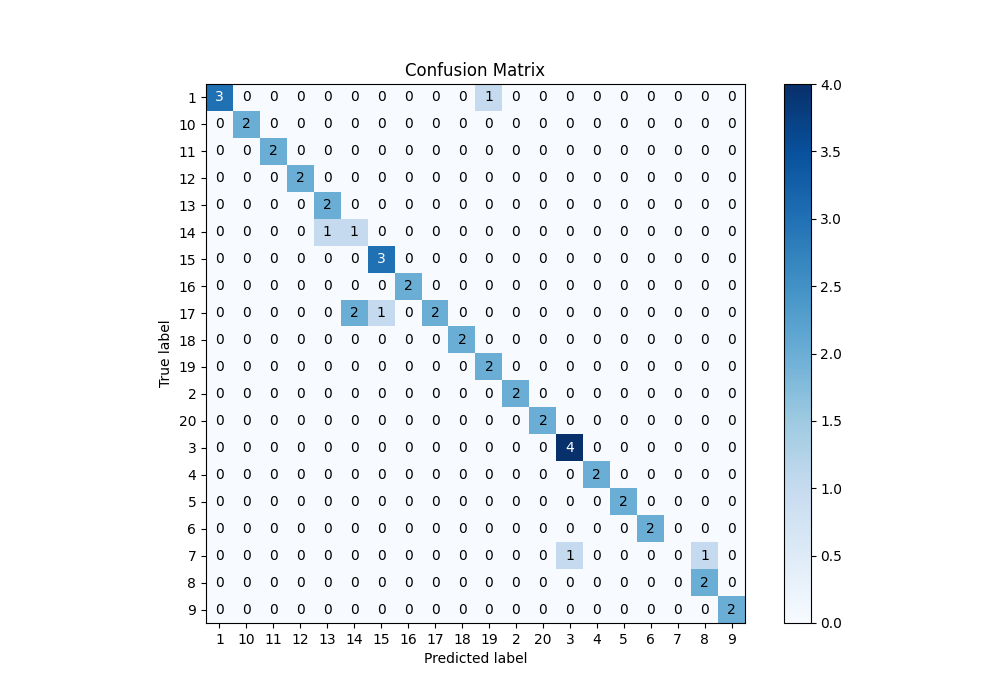 Confusion Matrix
1 3 0 0 0 0 0 0 0 0 0 1 0 0 0 0 0 0 0 0 0
10 0 2 0 0 0 0 0 0 0 0 0 0 0 0 0 0 0 0 0 0
11 0 0 2 0 0 0 0 0 0 0 0 0 0 0 0 0 0 0 0 0
12 0 0 0 2 0 0 0 0 0 0 0 0 0 0 0 0 0 0 0 0
13 0 0 0 0 2 0 0 0 0 0 0 0 0 0 0 0 0 0 0 0
14 0 0 0 0 1 1 0 0 0 0 0 0 0 0 0 0 0 0 0 0
15 0 0 0 0 0 0 3 0 0 0 0 0 0 0 0 0 0 0 0 0
16 0 0 0 0 0 0 0 2 0 0 0 0 0 0 0 0 0 0 0 0
17 0 0 0 0 0 2 1 0 2 0 0 0 0 0 0 0 0 0 0 0
18 0 0 0 0 0 0 0 0 0 2 0 0 0 0 0 0 0 0 0 0
19 0 0 0 0 0 0 0 0 0 0 2 0 0 0 0 0 0 0 0 0
2 0 0 0 0 0 0 0 0 0 0 0 2 0 0 0 0 0 0 0 0
20 0 0 0 0 0 0 0 0 0 0 0 0 2 0 0 0 0 0 0 0
3 0 0 0 0 0 0 0 0 0 0 0 0 0 4 0 0 0 0 0 0
4 0 0 0 0 0 0 0 0 0 0 0 0 0 0 2 0 0 0 0 0
5 0 0 0 0 0 0 0 0 0 0 0 0 0 0 0 2 0 0 0 0
6 0 0 0 0 0 0 0 0 0 0 0 0 0 0 0 0 2 0 0 0
7 0 0 0 0 0 0 0 0 0 0 0 0 0 1 0 0 0 0 1 0
8 0 0 0 0 0 0 0 0 0 0 0 0 0 0 0 0 0 0 2 0
9 0 0 0 0 0 0 0 0 0 0 0 0 0 0 0 0 0 0 0 2
1 10 11 12 13 14 15 16 17 18 19 2 20 3 4 5 6 7 8 9
Predicted label
True label
4.0
3.5
3.0
2.5
2.0
1.5
1.0
0.5
0.0